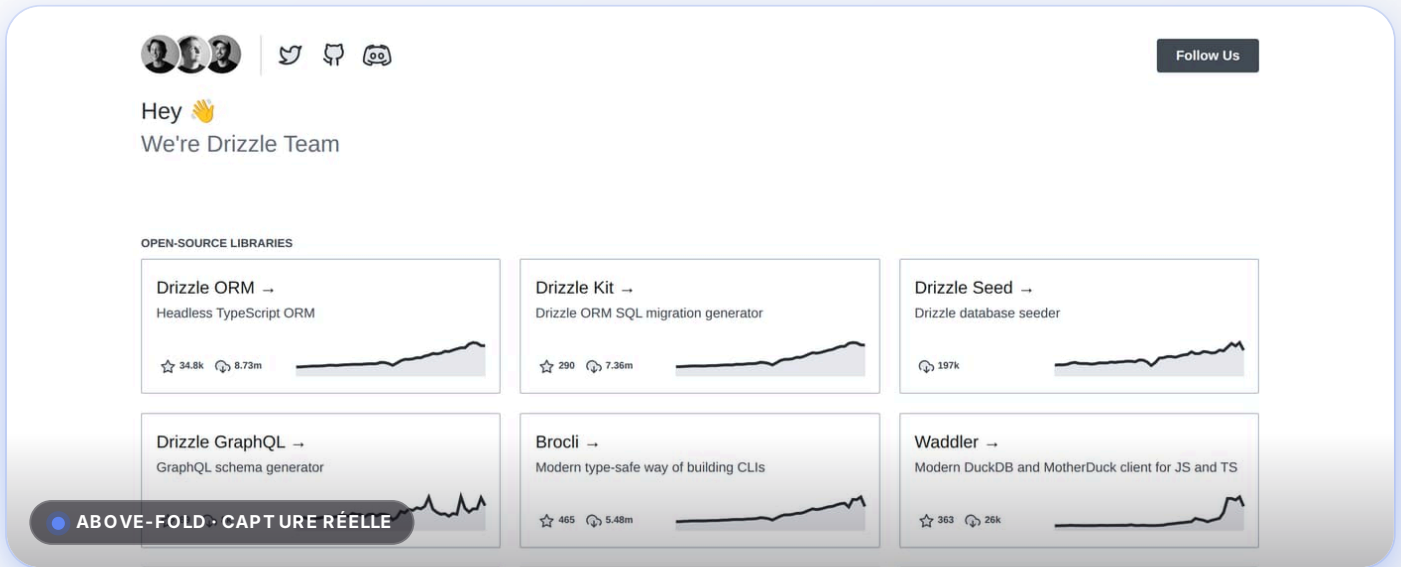 Follow Us
Hey 👋
We're Drizzle Team
OPEN-SOURCE LIBRARIES
Drizzle ORM →
Headless TypeScript ORM
34.8k 8.73m
Drizzle Kit →
Drizzle ORM SQL migration generator
290 7.36m
Drizzle Seed →
Drizzle database seeder
197k
Drizzle GraphQL →
GraphQL schema generator
Brocli →
Modern type-safe way of building CLIs
465 5.48m
Waddler →
Modern DuckDB and MotherDuck client for JS and TS
363 26k
ABOVE-FOLD · CAPTURE RÉELLE